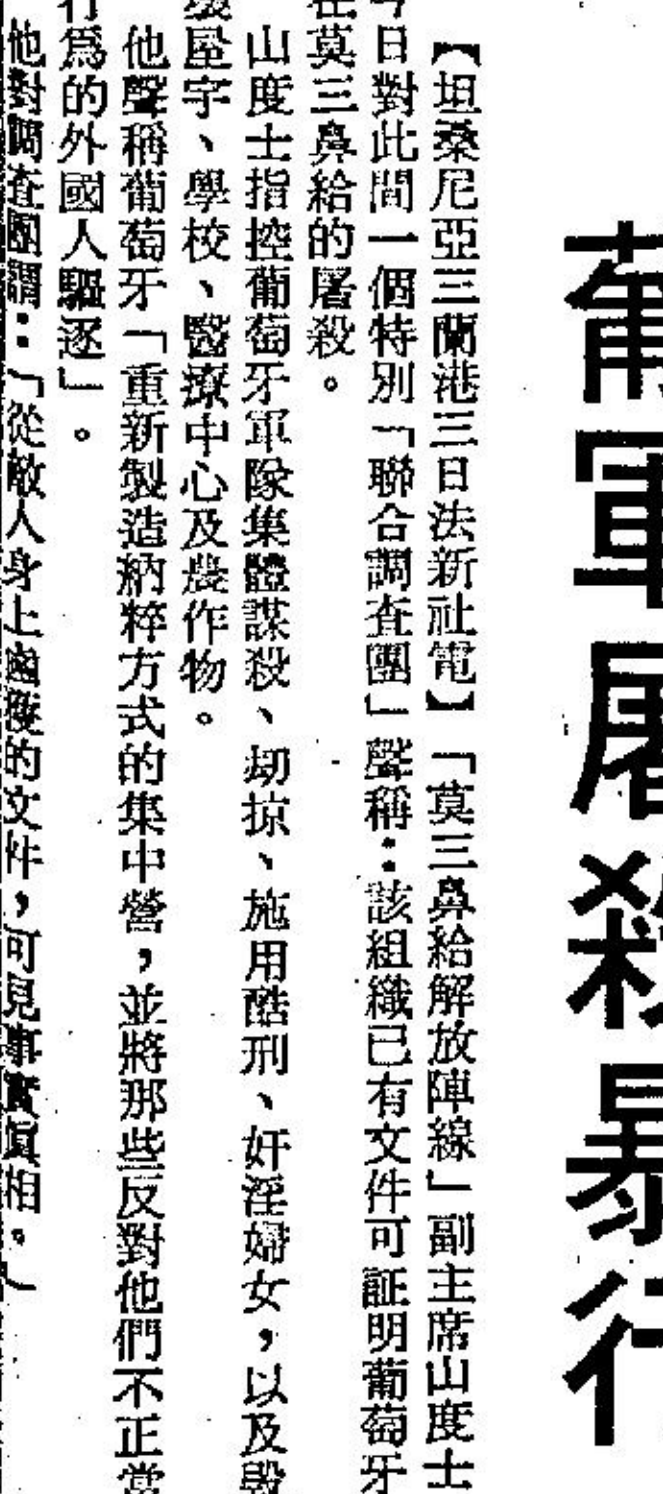 葡軍屠殺暴行
【坦桑尼亞三蘭港三日法新社電】「莫三鼻給解放陣線」副主席山度士
今日對此間一個特別「聯合調查團」聲稱：該組織已有文件可証明葡萄牙
在莫三鼻給的屠殺。
山度士指控葡萄牙軍隊集體謀殺、刼掠、施用酷刑、奸淫婦女，以及毀
壞屋宇、學校、醫療中心及農作物。
他聲稱葡萄牙「重新製造納粹方式的集中營，並將那些反對他們不正當
行爲的外國人驅逐」。
他對調查團謂：「從敵人身上鹵獲的文件，可見事實眞相。」